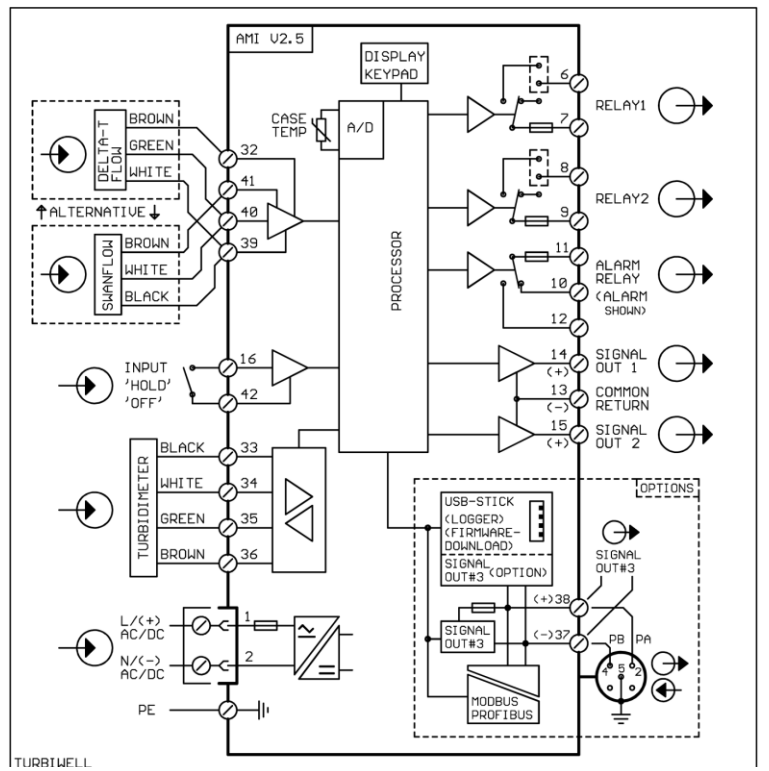 AMI V2.5
DISPLAY
KEYPAD
CASE
TEMP
A/D
PROCESSOR
DELTA-T
FLOW
BROWN
GREEN
WHITE
32
41
40
39
ALTERNATIVE
SWANFLOW
BROWN
WHITE
BLACK
INPUT
'HOLD'
'OFF'
16
42
TURBIDIMETER
BLACK
WHITE
GREEN
BROWN
33
34
35
36
L/(+)
AC/DC
N/(-)
AC/DC
1
2
PE
6
7
RELAY1
8
9
RELAY2
11
10
12
ALARM
RELAY
(ALARM
SHOWN)
14
(+)
SIGNAL
OUT 1
13
(-)
COMMON
RETURN
15
(+)
SIGNAL
OUT 2
OPTIONS
USB-STICK
(LOGGER)
(FIRMWARE-
DOWNLOAD)
SIGNAL
OUT#3 (OPTION)
SIGNAL
OUT#3
(+)38
SIGNAL
OUT#3
(-)37
PB PA
4 5 2
MODBUS
PROFIBUS
TURBIWELL